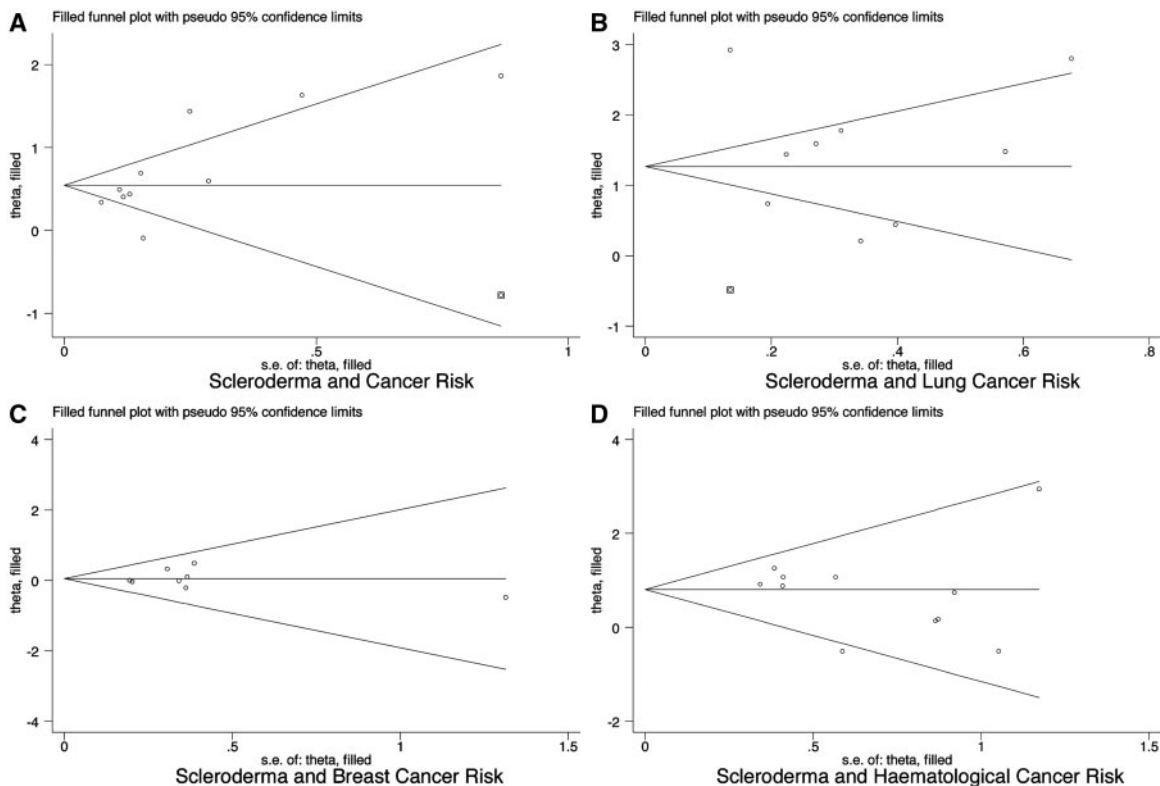 A
Filled funnel plot with pseudo 95% confidence limits
theta, filled
2
1
0
-1
0 .5 1
s.e. of: theta, filled
Scleroderma and Cancer Risk
B
Filled funnel plot with pseudo 95% confidence limits
theta, filled
3
2
1
0
-1
0 .2 .4 .6 .8
s.e. of: theta, filled
Scleroderma and Lung Cancer Risk
C
Filled funnel plot with pseudo 95% confidence limits
theta, filled
4
2
0
-2
-4
0 .5 1 1.5
s.e. of: theta, filled
Scleroderma and Breast Cancer Risk
D
Filled funnel plot with pseudo 95% confidence limits
theta, filled
4
2
0
-2
0 .5 1 1.5
s.e. of: theta, filled
Scleroderma and Haematological Cancer Risk